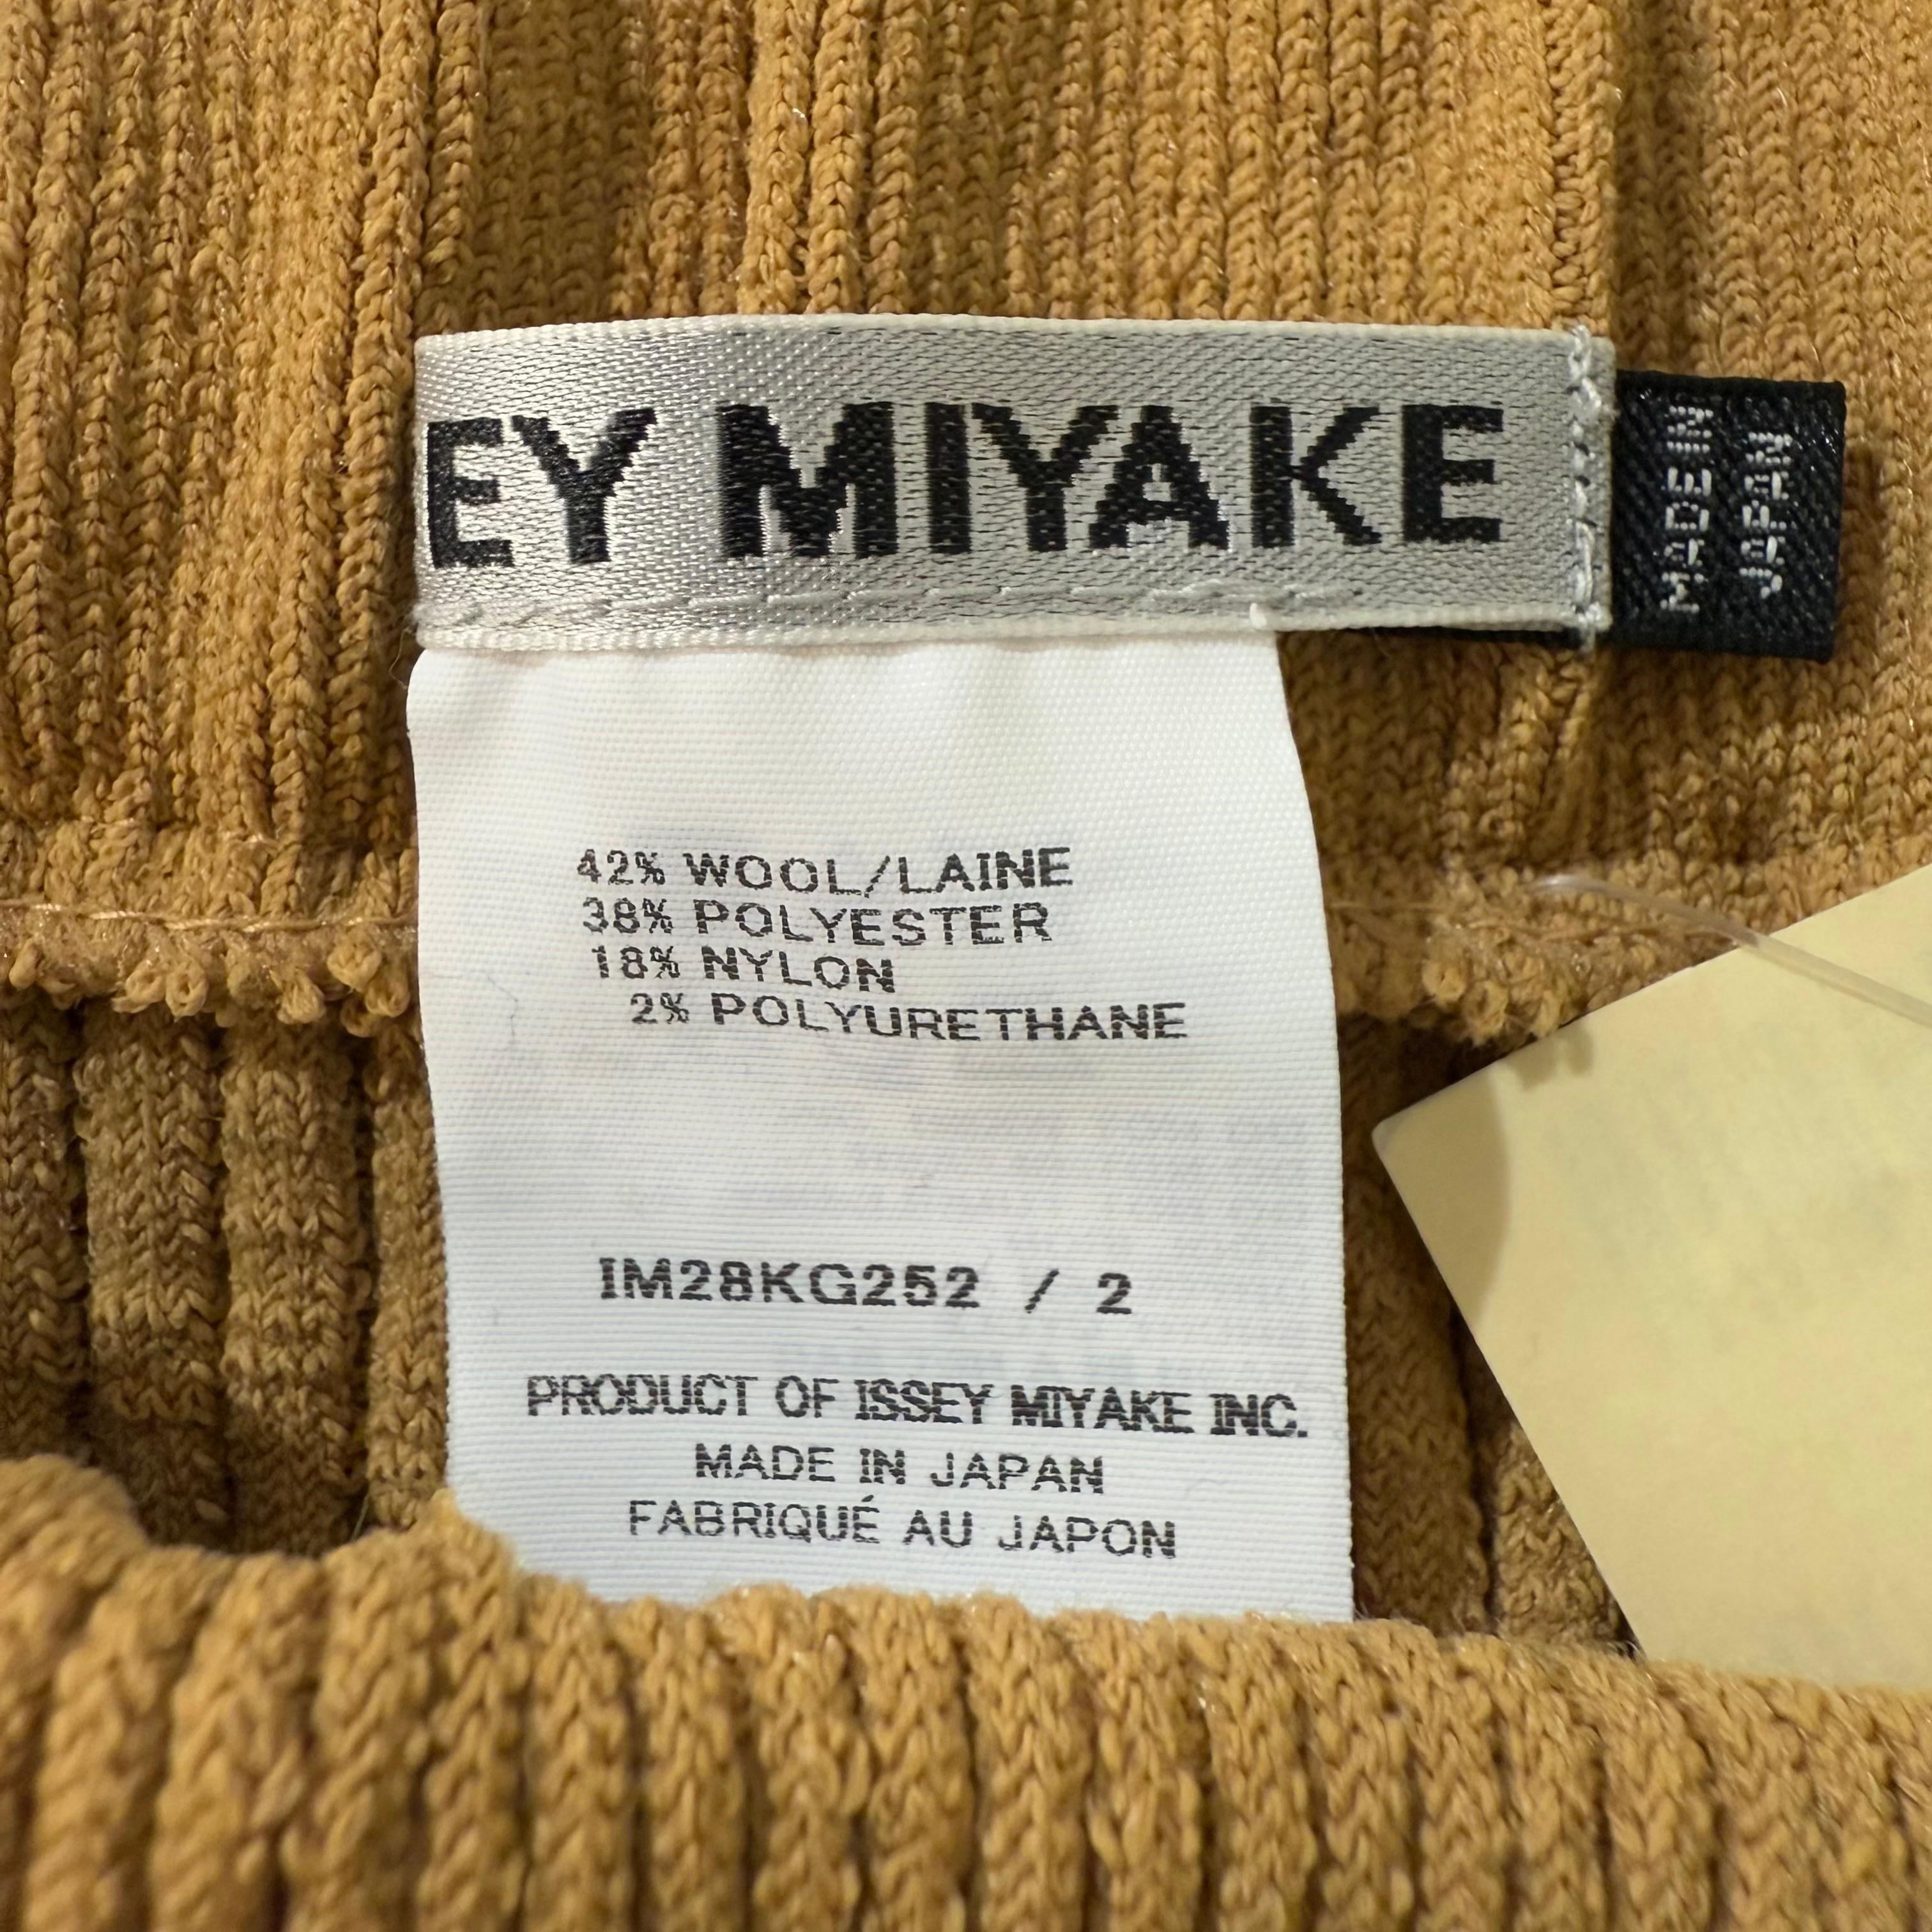 EY MIYAKE
MADE IN
JAPAN
42% WOOL/LAINE
38% POLYESTER
18% NYLON
2% POLYURETHANE
IM28KG252 / 2
PRODUCT OF ISSEY MIYAKE INC.
MADE IN JAPAN
FABRIQUÉ AU JAPON